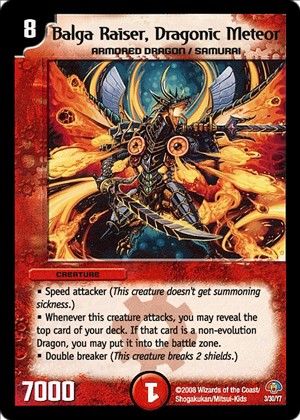 8
Balga Raiser, Dragonic Meteor
ARMORED DRAGON / SAMURAI
CREATURE
▪ Speed attacker (This creature doesn't get summoning
sickness.)
▪ Whenever this creature attacks, you may reveal the
top card of your deck. If that card is a non-evolution
Dragon, you may put it into the battle zone.
▪ Double breaker (This creature breaks 2 shields.)
7000
1
©2008 Wizards of the Coast/
Shogakukan/Mitsui-Kids
3/30/Y7